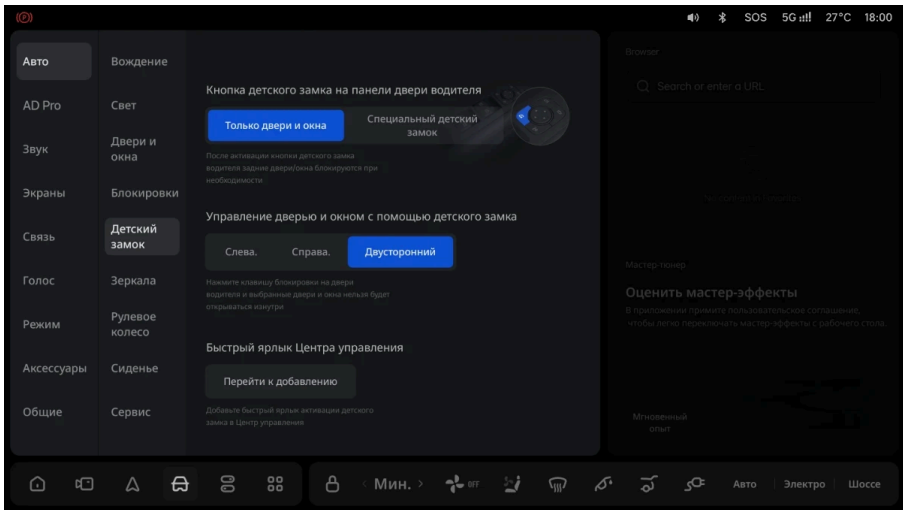 (P) SOS 5G 27°C 18:00
Авто
AD Pro
Звук
Экраны
Связь
Голос
Режим
Аксессуары
Общие
Вождение
Свет
Двери и
окна
Блокировки
Детский
замок
Зеркала
Рулевое
колесо
Сиденье
Сервис
Кнопка детского замка на панели двери водителя
Только двери и окна
Специальный детский
замок
После активации кнопки детского замка
водителя задние двери/окна блокируются при
необходимости
Управление дверью и окном с помощью детского замка
Слева.
Справа.
Двусторонний
Нажмите клавишу блокировки на двери
водителя и выбранные двери и окна нельзя будет
открываться изнутри
Быстрый ярлык Центра управления
Перейти к добавлению
Добавьте быстрый ярлык активации детского
замка в Центр управления
Browser
Search or enter a URL
Мастер-тюнер
Оценить мастер-эффекты
В приложении примите пользовательское соглашение,
чтобы легко переключать мастер-эффекты с рабочего стола.
Мгновенный
опыт
< Мин. > OFF Авто Электро Шоссе